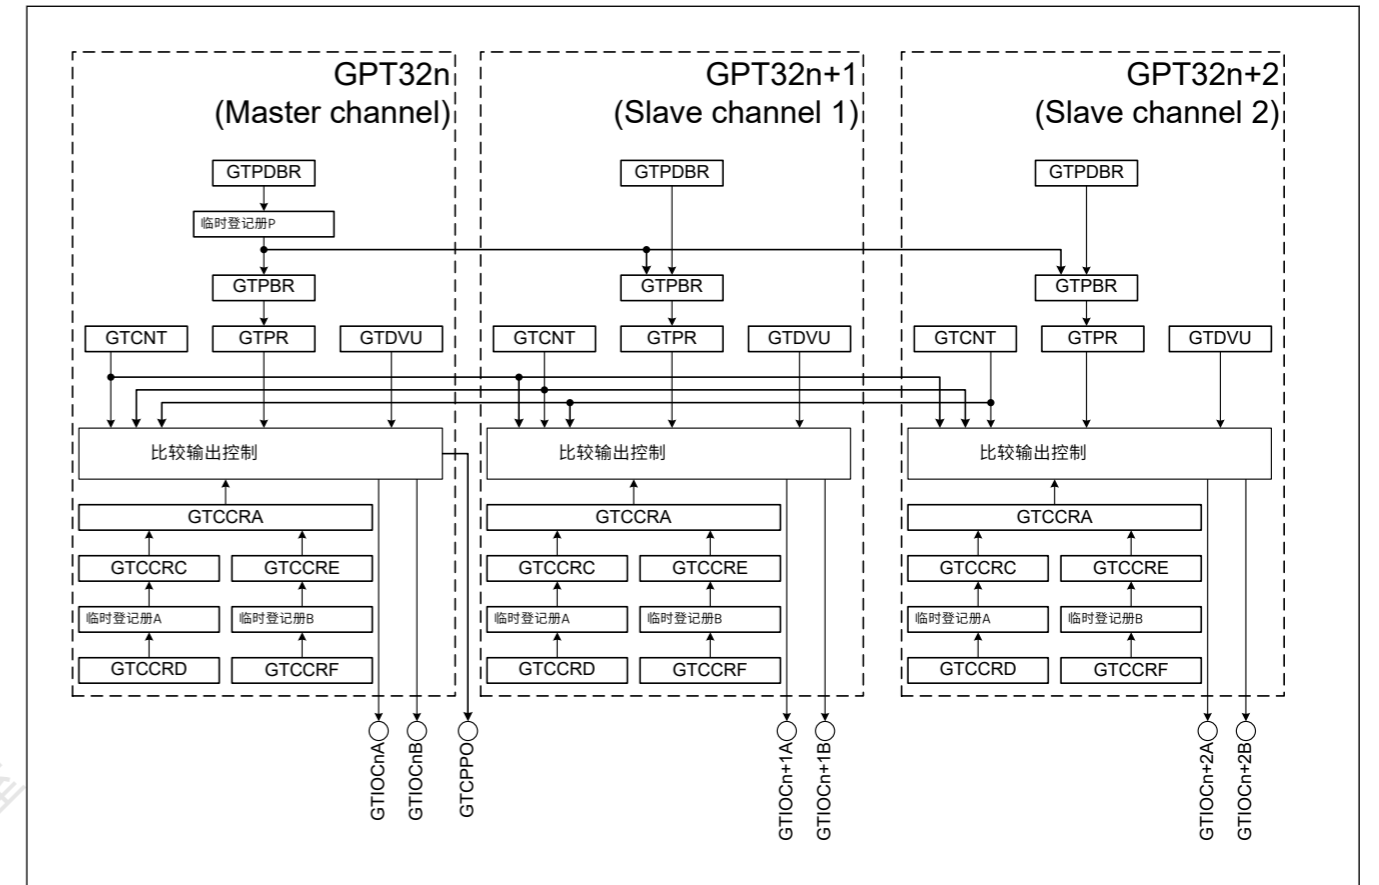 GPT32n
(Master channel)
GPT32n+1
(Slave channel 1)
GPT32n+2
(Slave channel 2)
GTPDBR
GTPDBR
GTPDBR
临时登记册P
GTPBR
GTPBR
GTPBR
GTCNT
GTPR
GTDVU
GTCNT
GTPR
GTDVU
GTCNT
GTPR
GTDVU
比较输出控制
比较输出控制
比较输出控制
GTCCRA
GTCCRA
GTCCRA
GTCCRC
GTCCRE
GTCCRC
GTCCRE
GTCCRC
GTCCRE
临时登记册A
临时登记册B
临时登记册A
临时登记册B
临时登记册A
临时登记册B
GTCCRD
GTCCRF
GTCCRD
GTCCRF
GTCCRD
GTCCRF
GTIOCnA
GTIOCnB
GTCPPO
GTIOCn+1A
GTIOCn+1B
GTIOCn+2A
GTIOCn+2B